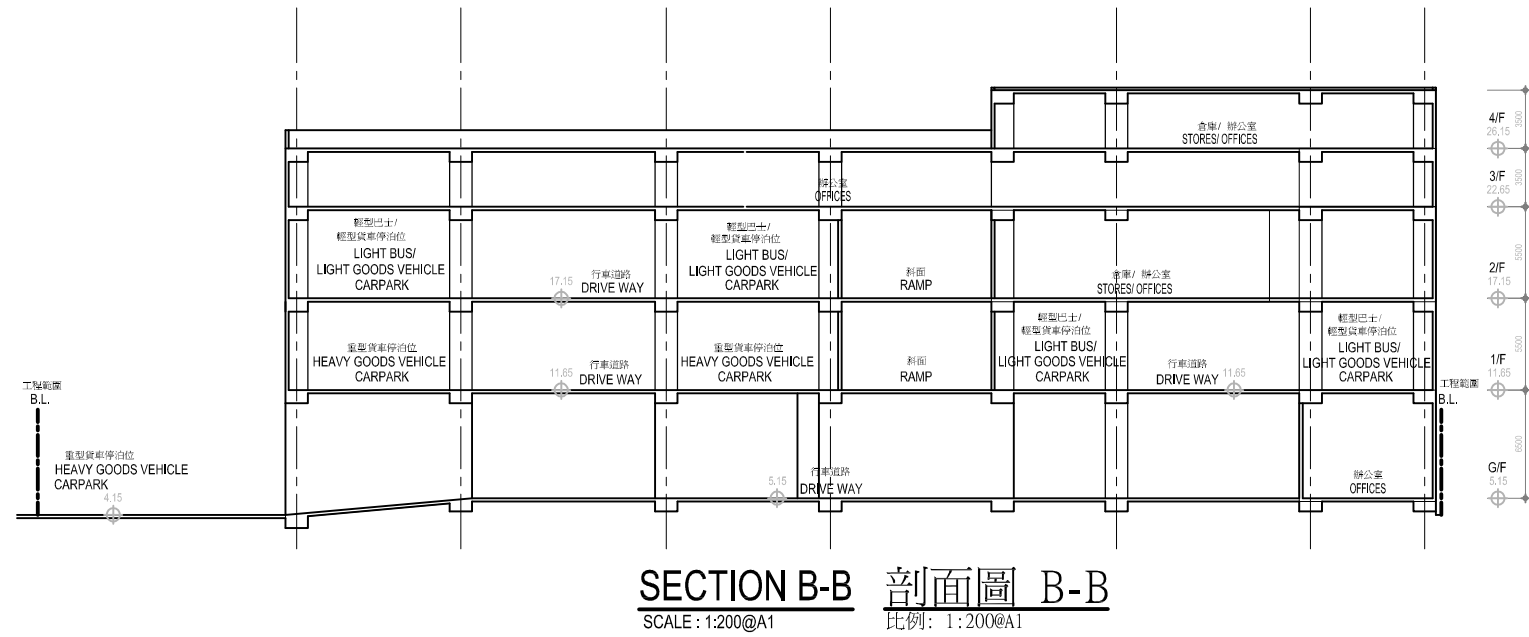 倉庫/ 辦公室
STORES/ OFFICES
4/F
26.15
3500
辦公室
OFFICES
3/F
22.65
3500
輕型巴士/
輕型貨車停泊位
LIGHT BUS/
LIGHT GOODS VEHICLE
CARPARK
17.15
行車道路
DRIVE WAY
輕型巴士/
輕型貨車停泊位
LIGHT BUS/
LIGHT GOODS VEHICLE
CARPARK
斜面
RAMP
倉庫/ 辦公室
STORES/ OFFICES
2/F
17.15
5500
重型貨車停泊位
HEAVY GOODS VEHICLE
CARPARK
11.65
行車道路
DRIVE WAY
重型貨車停泊位
HEAVY GOODS VEHICLE
CARPARK
斜面
RAMP
輕型巴士/
輕型貨車停泊位
LIGHT BUS/
LIGHT GOODS VEHICLE
CARPARK
行車道路
DRIVE WAY
11.65
輕型巴士/
輕型貨車停泊位
LIGHT BUS/
LIGHT GOODS VEHICLE
CARPARK
1/F
11.65
5500
工程範圍
B.L.
工程範圍
B.L.
重型貨車停泊位
HEAVY GOODS VEHICLE
CARPARK
4.15
5.15
行車道路
DRIVE WAY
辦公室
OFFICES
G/F
5.15
6500
SECTION B-B 剖面圖 B-B
SCALE : 1:200@A1
比例: 1:200@A1